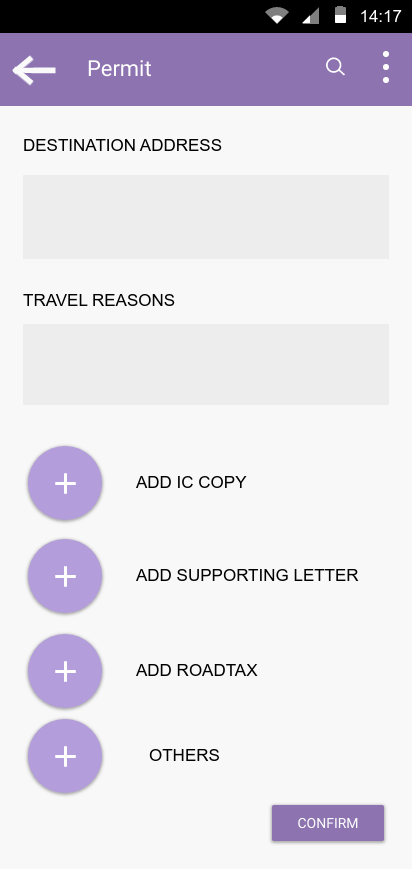 14:17
Permit
DESTINATION ADDRESS
TRAVEL REASONS
ADD IC COPY
ADD SUPPORTING LETTER
ADD ROADTAX
OTHERS
CONFIRM